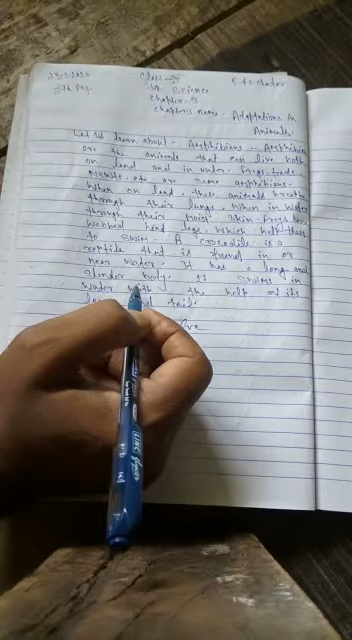 Class - IV
Sub. Science
Chapter. 3
Chapters name. Adaptations in
Animals.
Let us learn about - Amphibians - Amphibians
are the animals that can live both
on land and in water. Frogs, toads,
Newts. etc are some amphibians.
When on land, these animals breathe
through their lungs. When in water
through their moist skin. Frogs have
webbed hind legs which help them
to swim. A crocodile is a
reptile that is found in or
near water. It has a long and
slender body. It swims in
water with the help of its
tail.
LINC